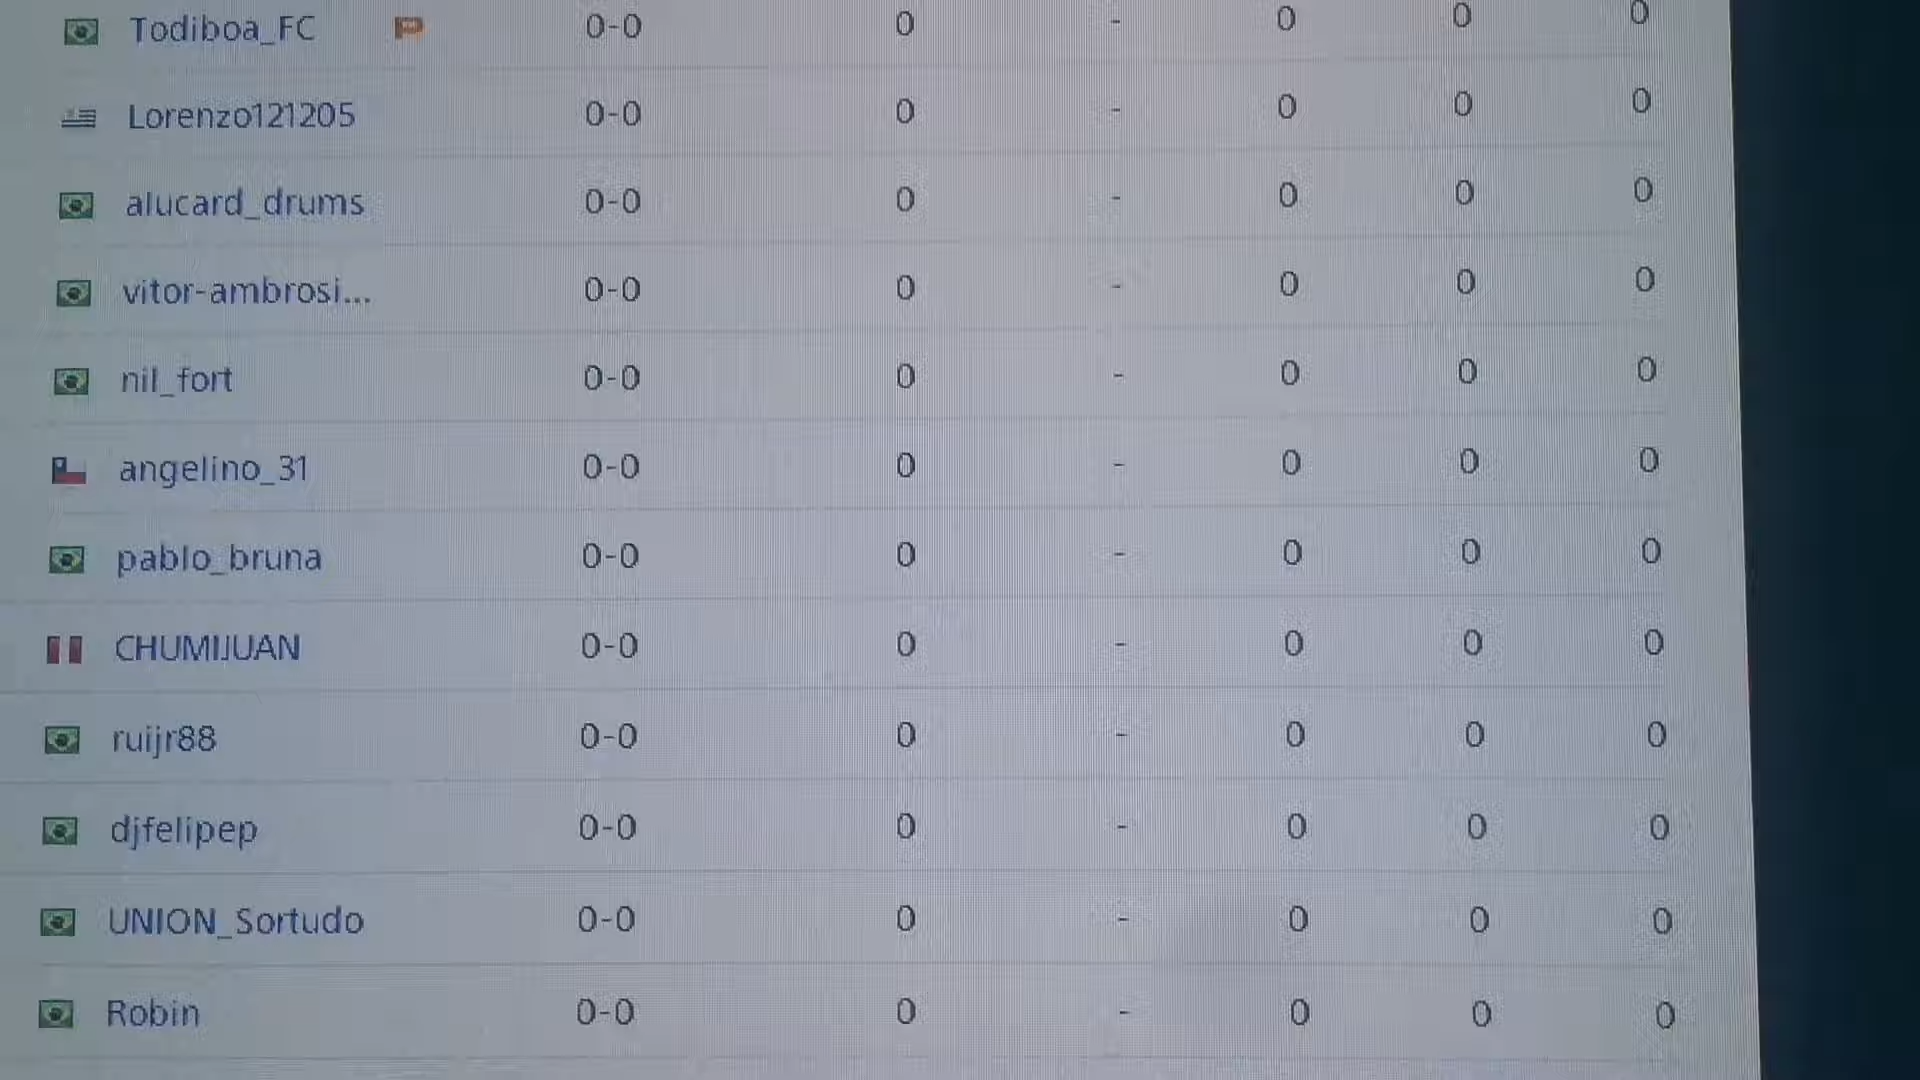 Todiboa_FC 0-0 0 - 0 0 0
Lorenzo121205 0-0 0 - 0 0 0
alucard_drums 0-0 0 - 0 0 0
vitor-ambrosi... 0-0 0 - 0 0 0
nil_fort 0-0 0 - 0 0 0
angelino_31 0-0 0 - 0 0 0
pablo_bruna 0-0 0 - 0 0 0
CHUMIJUAN 0-0 0 - 0 0 0
ruijr88 0-0 0 - 0 0 0
djfelipep 0-0 0 - 0 0 0
UNION_Sortudo 0-0 0 - 0 0 0
Robin 0-0 0 - 0 0 0